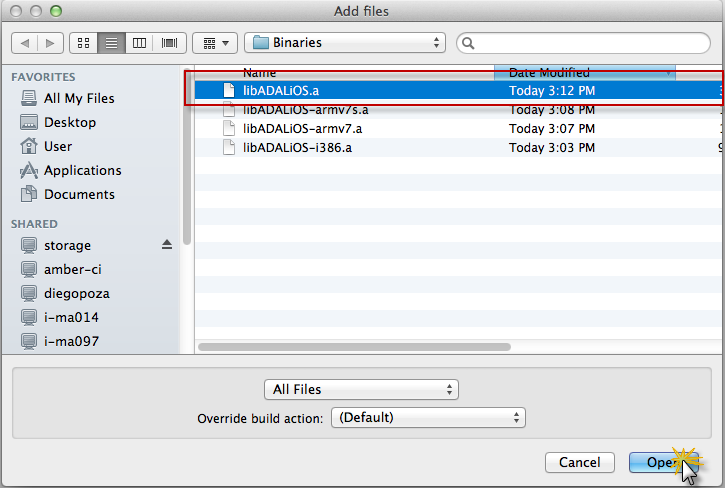 Add files
Binaries
Name Date Modified
FAVORITES
All My Files
Desktop
User
Applications
Documents
SHARED
storage
amber-ci
diegopoza
i-ma014
i-ma097
libADALiOS.a Today 3:12 PM
libADALiOS-armv7s.a Today 3:08 PM
libADALiOS-armv7.a Today 3:07 PM
libADALiOS-i386.a Today 3:03 PM
All Files
Override build action: (Default)
Cancel Open